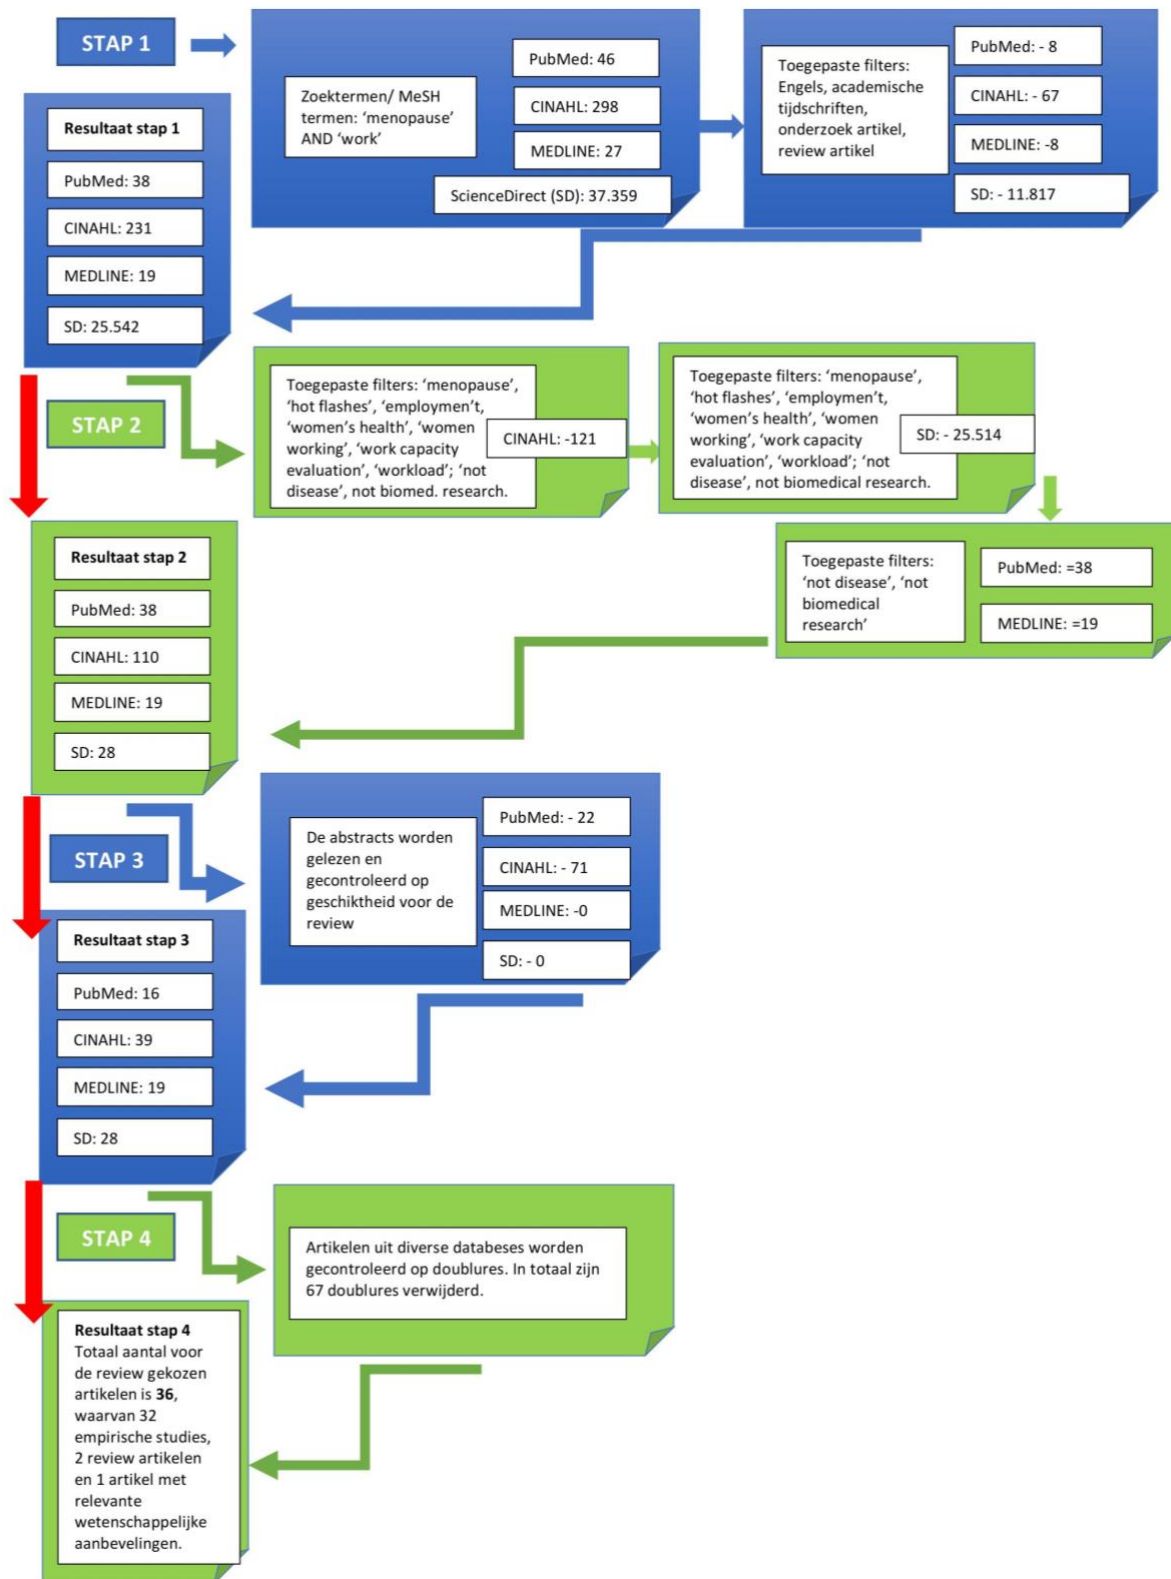 STAP 1
Zoektermen/ MeSH
termen: ‘menopause’
AND ‘work’
PubMed: 46
CINAHL: 298
MEDLINE: 27
ScienceDirect (SD): 37.359
Toegepaste filters:
Engels, academische
tijdschriften,
onderzoek artikel,
review artikel
PubMed: - 8
CINAHL: - 67
MEDLINE: -8
SD: - 11.817
Resultaat stap 1
PubMed: 38
CINAHL: 231
MEDLINE: 19
SD: 25.542
STAP 2
Toegepaste filters: ‘menopause’,
‘hot flashes’, ‘employmen’t,
‘women’s health’, ‘women
working’, ‘work capacity
evaluation’, ‘workload’; ‘not
disease’, not biomed. research.
CINAHL: -121
Toegepaste filters: ‘menopause’,
‘hot flashes’, ‘employmen’t,
‘women’s health’, ‘women
working’, ‘work capacity
evaluation’, ‘workload’; ‘not
disease’, not biomedical research.
SD: - 25.514
Toegepaste filters:
‘not disease’, ‘not
biomedical
research’
PubMed: =38
MEDLINE: =19
Resultaat stap 2
PubMed: 38
CINAHL: 110
MEDLINE: 19
SD: 28
STAP 3
De abstracts worden
gelezen en
gecontroleerd op
geschiktheid voor de
review
PubMed: - 22
CINAHL: - 71
MEDLINE: -0
SD: - 0
Resultaat stap 3
PubMed: 16
CINAHL: 39
MEDLINE: 19
SD: 28
STAP 4
Artikelen uit diverse databeses worden
gecontroleerd op doublures. In totaal zijn
67 doublures verwijderd.
Resultaat stap 4
Totaal aantal voor
de review gekozen
artikelen is 36,
waarvan 32
empirische studies,
2 review artikelen
en 1 artikel met
relevante
wetenschappelijke
aanbevelingen.